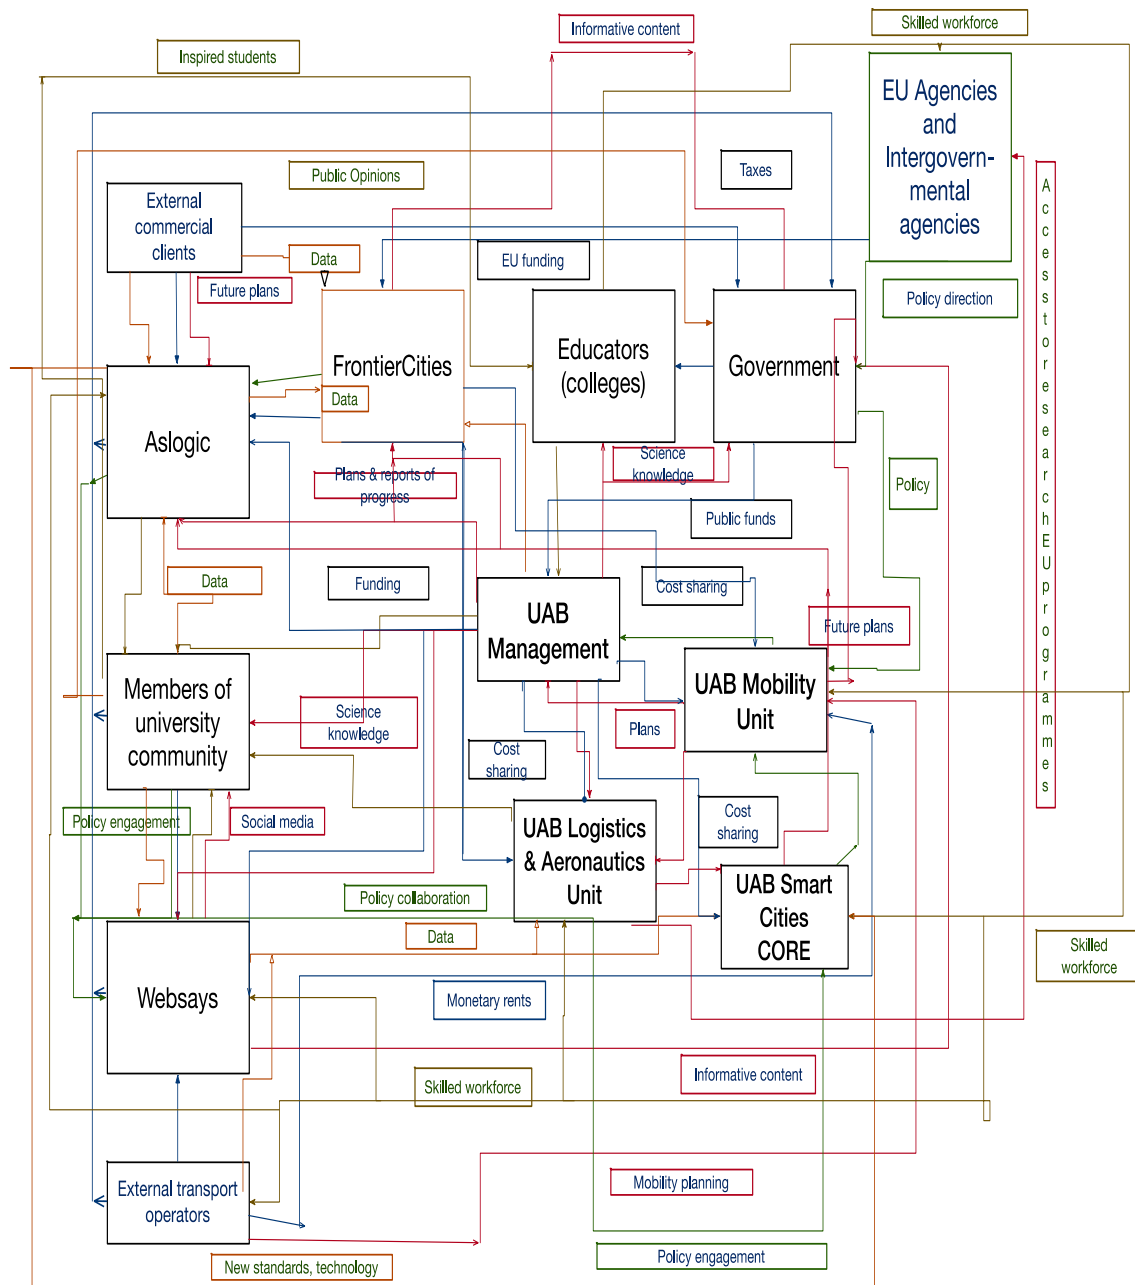 Informative content
Skilled workforce
Inspired students
EU Agencies
and
Intergovern-
mental
agencies
Public Opinions
Taxes
Accesstoresearch EUprogrammes
External
commercial
clients
Data
EU funding
Future plans
Policy direction
FrontierCities
Educators
(colleges)
Government
Data
Aslogic
Plans & reports of
progress
Science
knowledge
Policy
Public funds
Data
Funding
Cost sharing
UAB
Management
Future plans
Members of
university
community
UAB Mobility
Unit
Science
knowledge
Plans
Cost
sharing
Policy engagement
Social media
UAB Logistics
& Aeronautics
Unit
Cost
sharing
UAB Smart
Cities
CORE
Policy collaboration
Data
Skilled
workforce
Websays
Monetary rents
Informative content
Skilled workforce
External transport
operators
Mobility planning
New standards, technology
Policy engagement